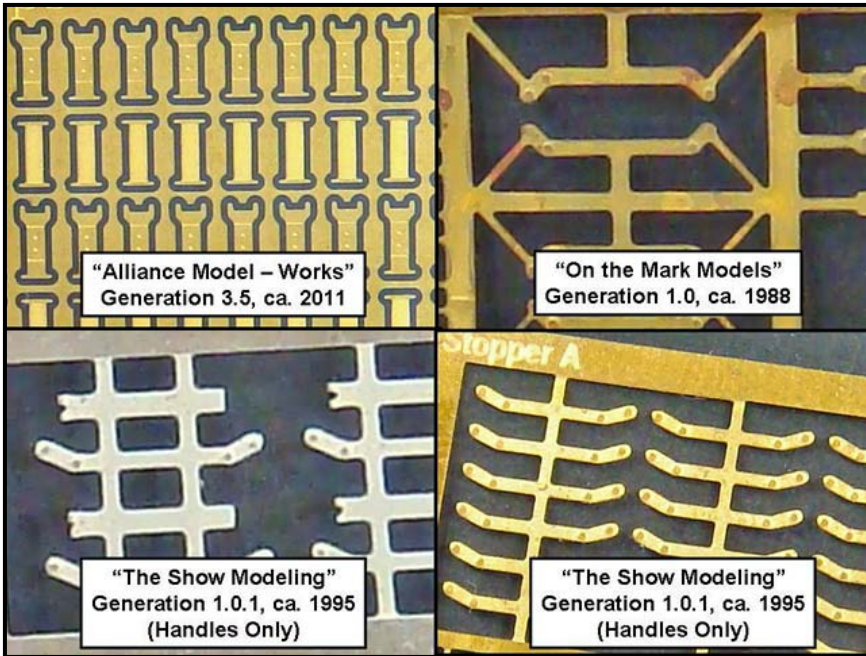 "Alliance Model – Works"
Generation 3.5, ca. 2011
"On the Mark Models"
Generation 1.0, ca. 1988
Stopper A
"The Show Modeling"
Generation 1.0.1, ca. 1995
(Handles Only)
"The Show Modeling"
Generation 1.0.1, ca. 1995
(Handles Only)